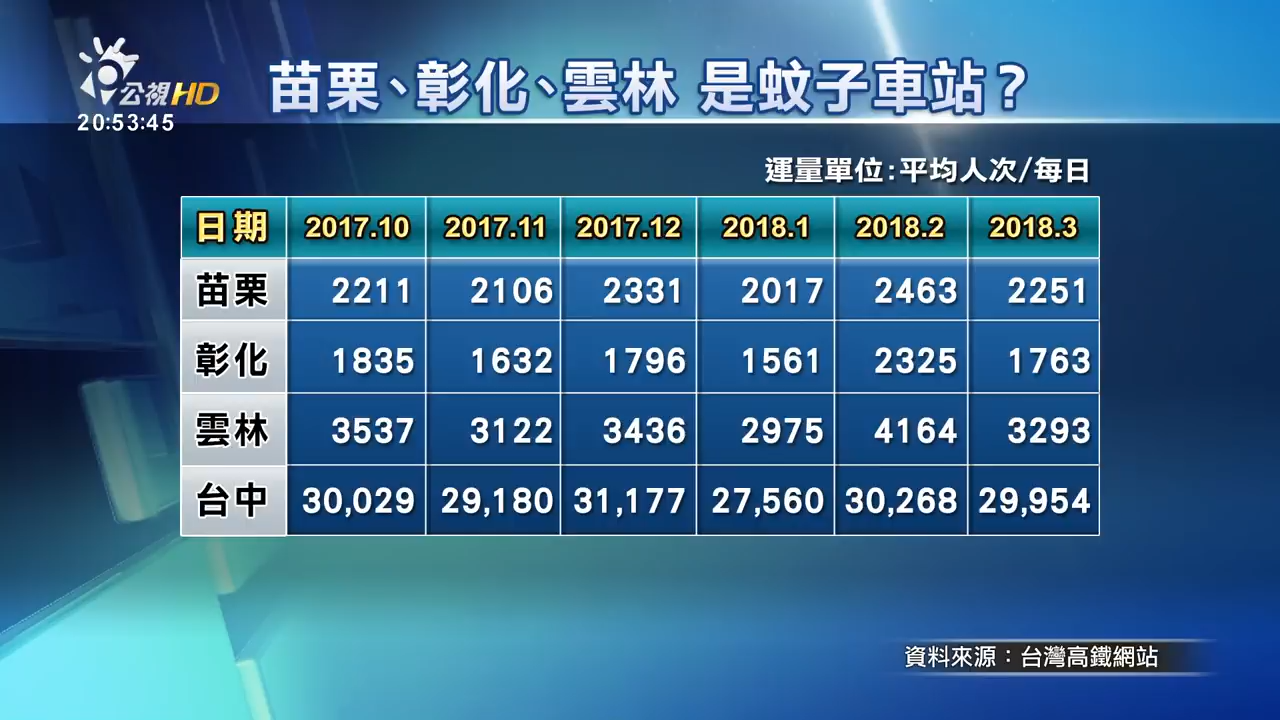 公視HD
20:53:45
苗栗、彰化、雲林 是蚊子車站？
運量單位:平均人次/每日
日期 2017.10 2017.11 2017.12 2018.1 2018.2 2018.3
苗栗 2211 2106 2331 2017 2463 2251
彰化 1835 1632 1796 1561 2325 1763
雲林 3537 3122 3436 2975 4164 3293
台中 30,029 29,180 31,177 27,560 30,268 29,954
資料來源：台灣高鐵網站